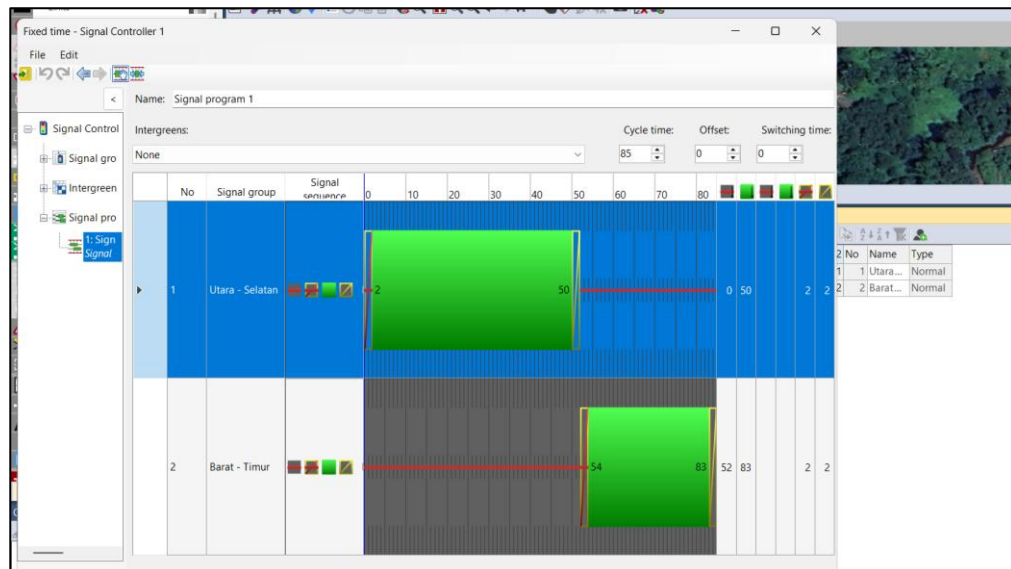 Fixed time - Signal Controller 1
File Edit
Name: Signal program 1
Intergreens: Cycle time: Offset: Switching time:
None 85 0 0
Signal Control
Signal gro
Intergreen
Signal pro
1: Sign
Signal
No Signal group Signal sequence 0 10 20 30 40 50 60 70 80
1 Utara - Selatan 2 50 0 50 2 2
2 Barat - Timur 54 83 52 83 2 2
2 No Name Type
1 1 Utara... Normal
2 2 Barat... Normal